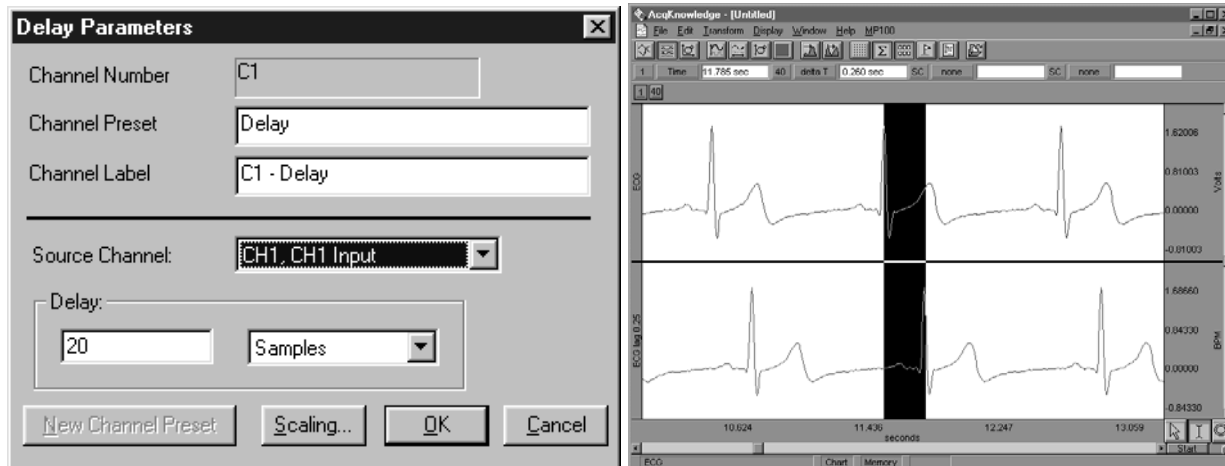 Delay Parameters
Channel Number C1
Channel Preset Delay
Channel Label C1 - Delay
Source Channel: CH1, CH1 Input
Delay:
20 Samples
New Channel Preset Scaling... OK Cancel
AcqKnowledge - [Untitled]
File Edit Transform Display Window Help MP100
1 Time 11.785 sec 40 delta T 0.260 sec SC none SC none
1 40
ECG
1.62006
0.81003
0.00000
-0.81003
Volts
ECG lag 0.25
1.68660
0.84330
0.00000
-0.84330
BPM
10.624 11.436 12.247 13.059
seconds
Start
ECG Chart Memory